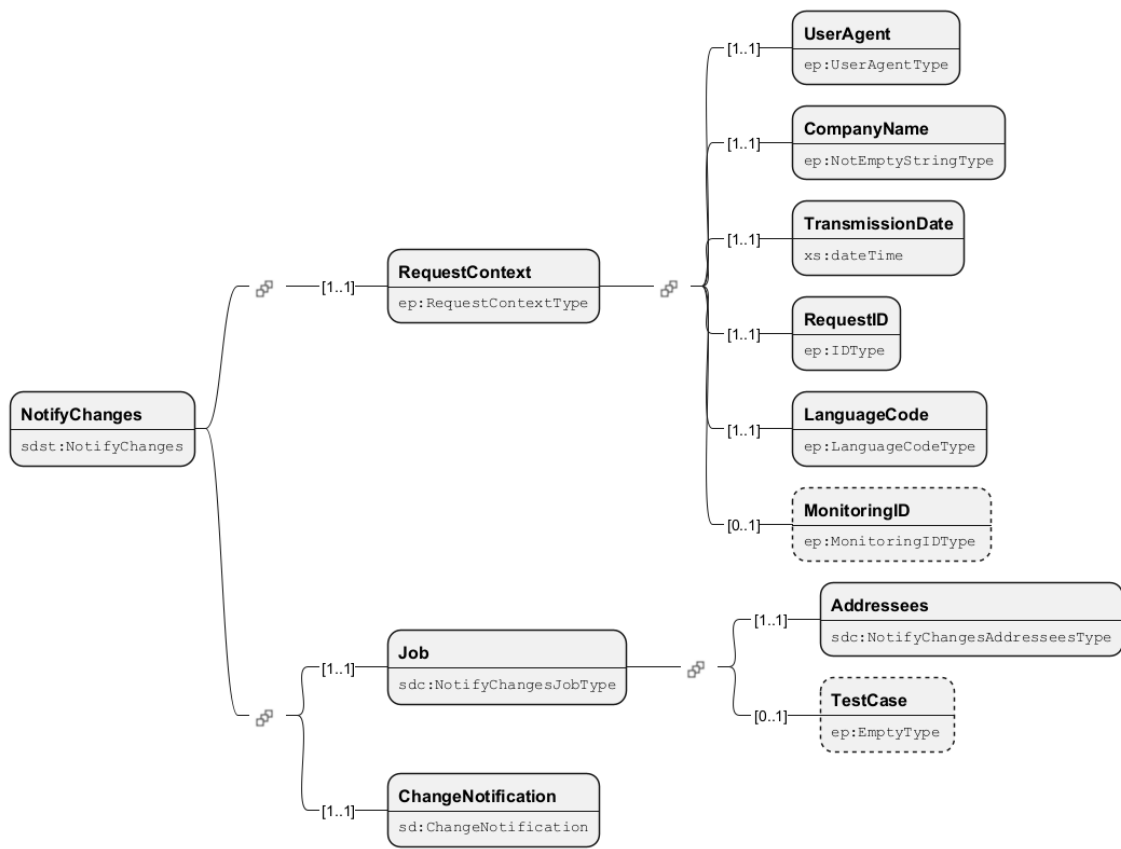 UserAgent
[1..1]
ep:UserAgentType
CompanyName
[1..1]
ep:NotEmptyStringType
TransmissionDate
[1..1]
xs:dateTime
RequestContext
[1..1]
ep:RequestContextType
RequestID
[1..1]
ep:IDType
NotifyChanges
sdst:NotifyChanges
LanguageCode
[1..1]
ep:LanguageCodeType
MonitoringID
[0..1]
ep:MonitoringIDType
Addressees
[1..1]
sdc:NotifyChangesAddresseesType
Job
[1..1]
sdc:NotifyChangesJobType
TestCase
[0..1]
ep:EmptyType
ChangeNotification
[1..1]
sd:ChangeNotification